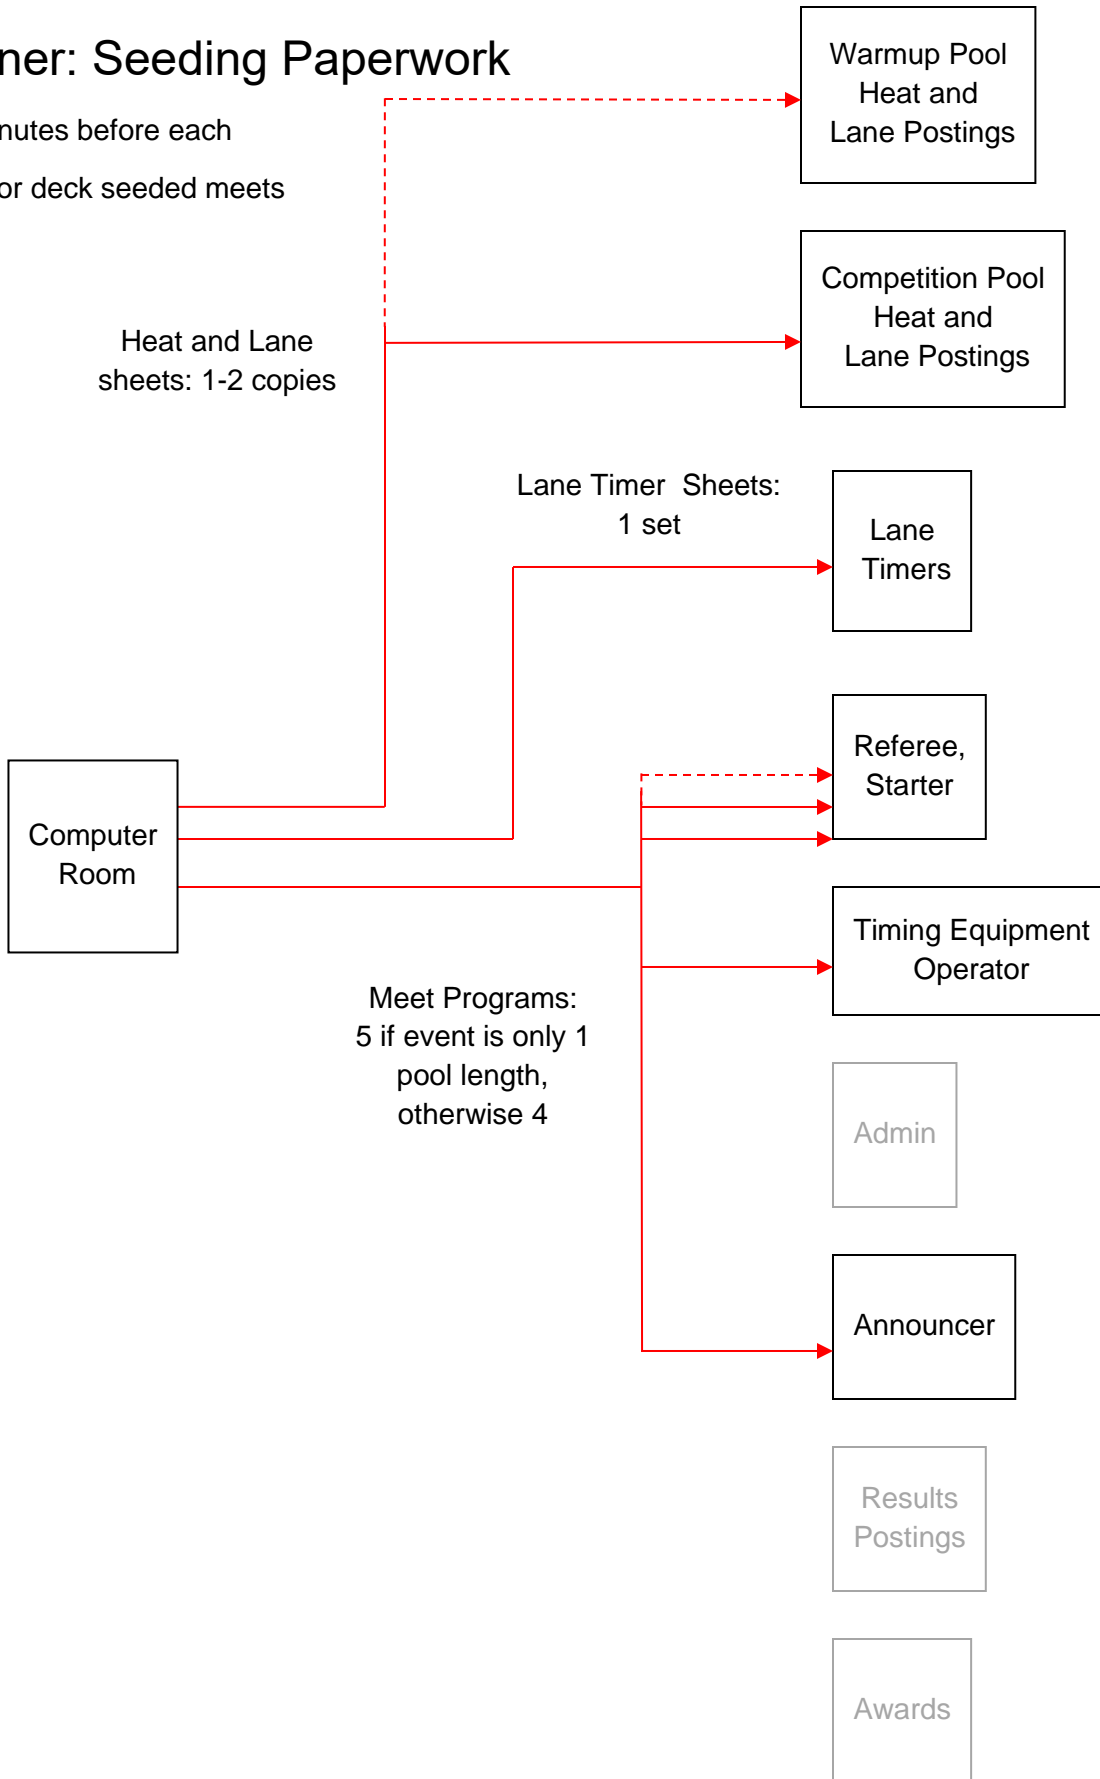 ner: Seeding Paperwork
nutes before each
or deck seeded meets
Warmup Pool
Heat and
Lane Postings
Competition Pool
Heat and
Lane Postings
Heat and Lane
sheets: 1-2 copies
Lane Timer  Sheets:
1 set
Lane
Timers
Referee,
Starter
Computer
Room
Timing Equipment
Operator
Meet Programs:
5 if event is only 1
pool length,
otherwise 4
Admin
Announcer
Results
Postings
Awards